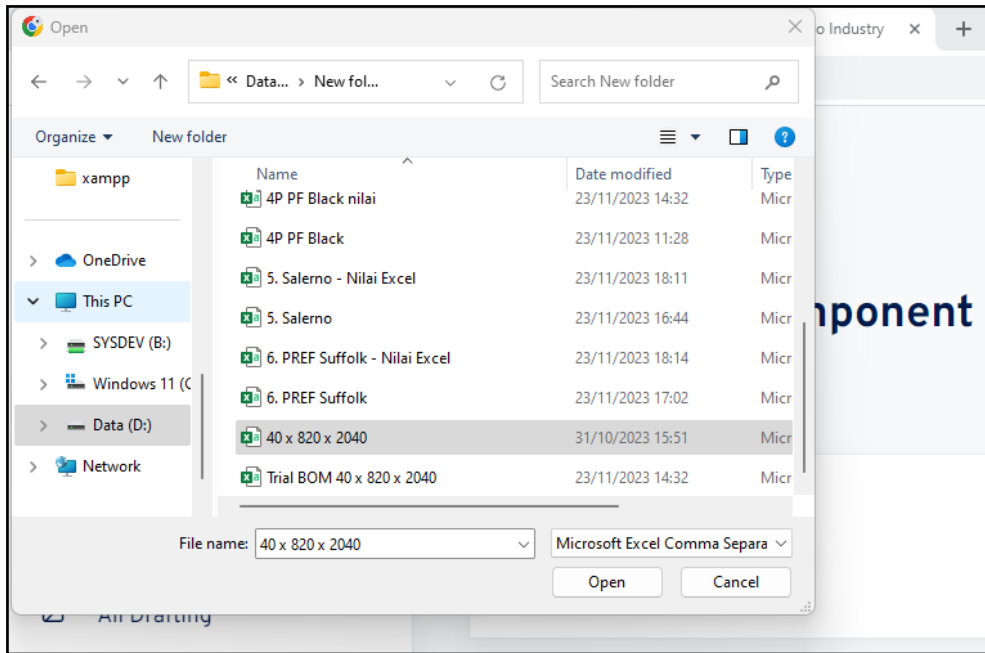 Open
o Industry
Data... › New fol...
Search New folder
Organize
New folder
xampp
OneDrive
This PC
SYSDEV (B:)
Windows 11 (C
Data (D:)
Network
Name Date modified Type
4P PF Black nilai 23/11/2023 14:32 Micr
4P PF Black 23/11/2023 11:28 Micr
5. Salerno - Nilai Excel 23/11/2023 18:11 Micr
5. Salerno 23/11/2023 16:44 Micr
6. PREF Suffolk - Nilai Excel 23/11/2023 18:14 Micr
6. PREF Suffolk 23/11/2023 17:02 Micr
40 x 820 x 2040 31/10/2023 15:51 Micr
Trial BOM 40 x 820 x 2040 23/11/2023 14:32 Micr
nponent
File name: 40 x 820 x 2040
Microsoft Excel Comma Separa
Open
Cancel
All Drafting